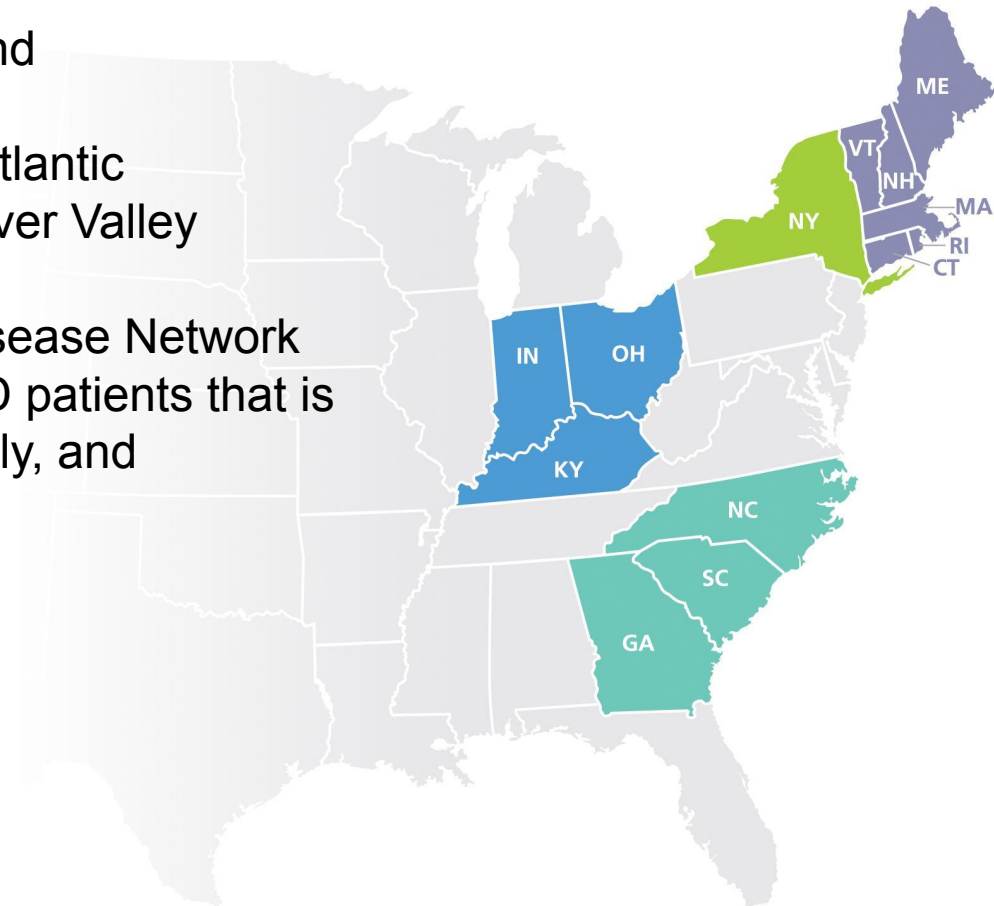 nd
tlantic
ver Valley
sease Network
D patients that is
ly, and
ME
VT
NH
MA
NY
RI
CT
IN
OH
KY
NC
SC
GA